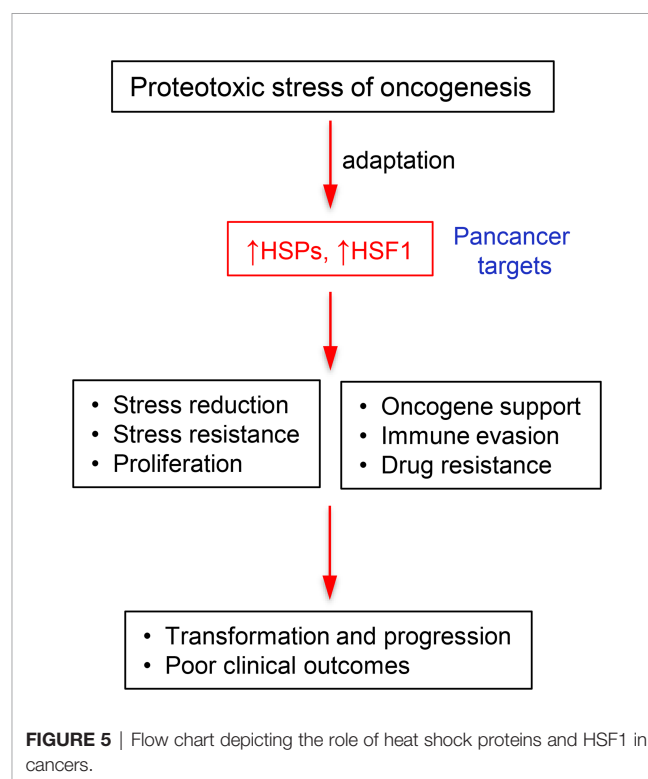 Proteotoxic stress of oncogenesis
adaptation
↑HSPs, ↑HSF1
Pancancer
targets
• Stress reduction
• Stress resistance
• Proliferation
• Oncogene support
• Immune evasion
• Drug resistance
• Transformation and progression
• Poor clinical outcomes
FIGURE 5 | Flow chart depicting the role of heat shock proteins and HSF1 in
cancers.